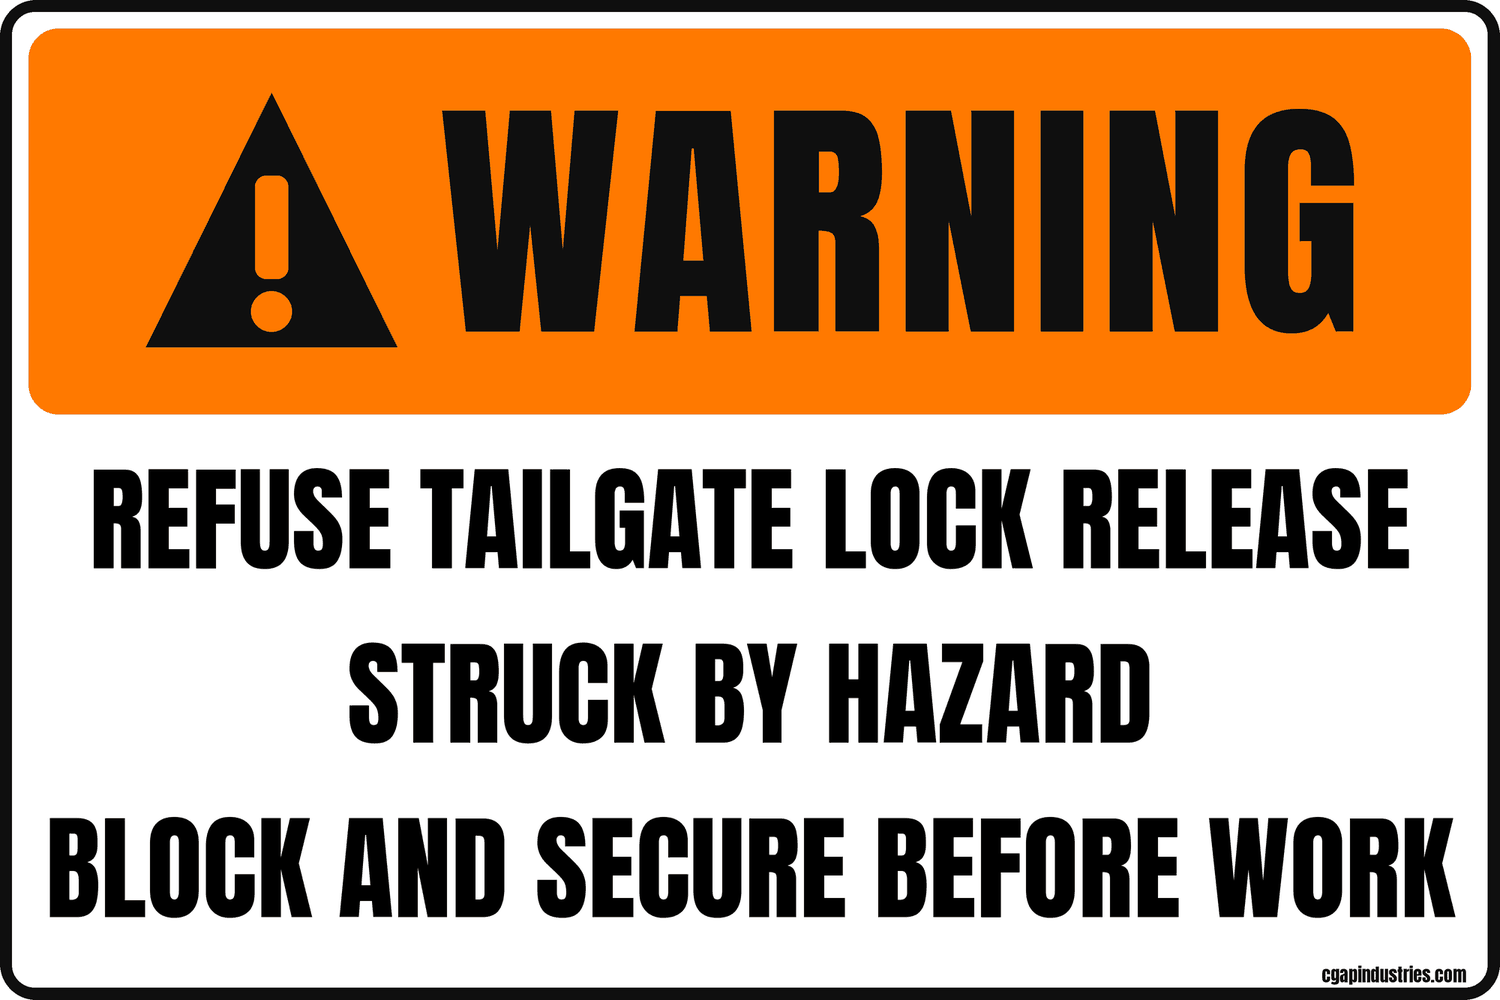 WARNING
REFUSE TAILGATE LOCK RELEASE
STRUCK BY HAZARD
BLOCK AND SECURE BEFORE WORK
cgapindustries.com